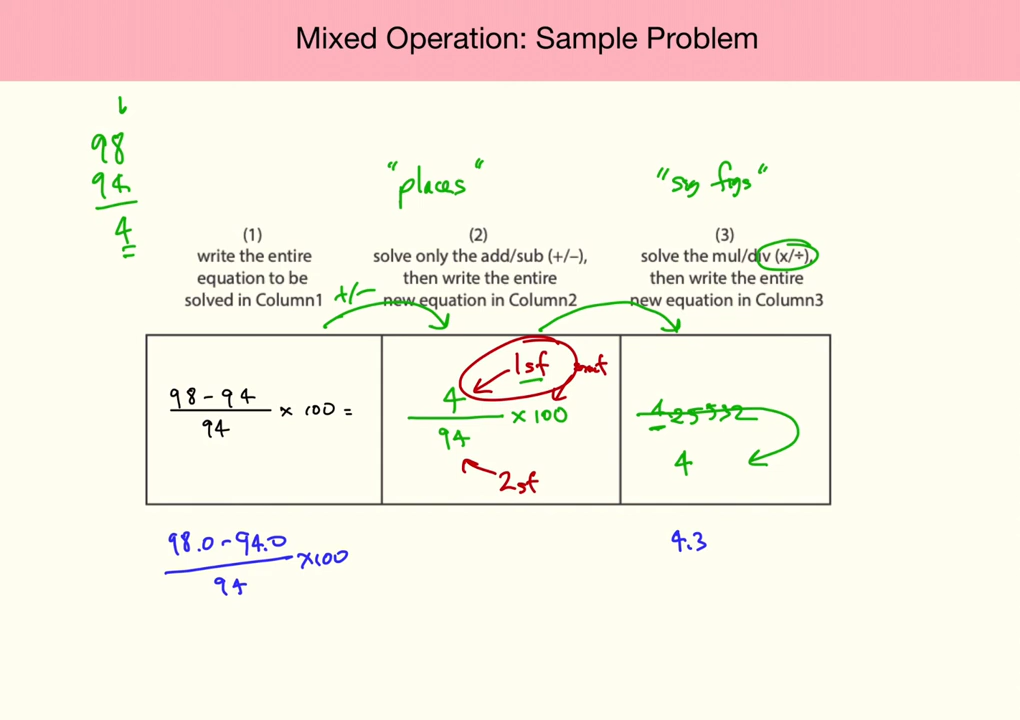 Mixed Operation: Sample Problem
98
94
4
"places"
"sig figs"
(1)
write the entire
equation to be
solved in Column1
+/-
(2)
solve only the add/sub (+/–),
then write the entire
new equation in Column2
(3)
solve the mul/div (x/÷),
then write the entire
new equation in Column3
98-94
94
x 100 =
1sf
4
94
x 100
2sf
4.25532
4
98.0-94.0
94
x100
4.3